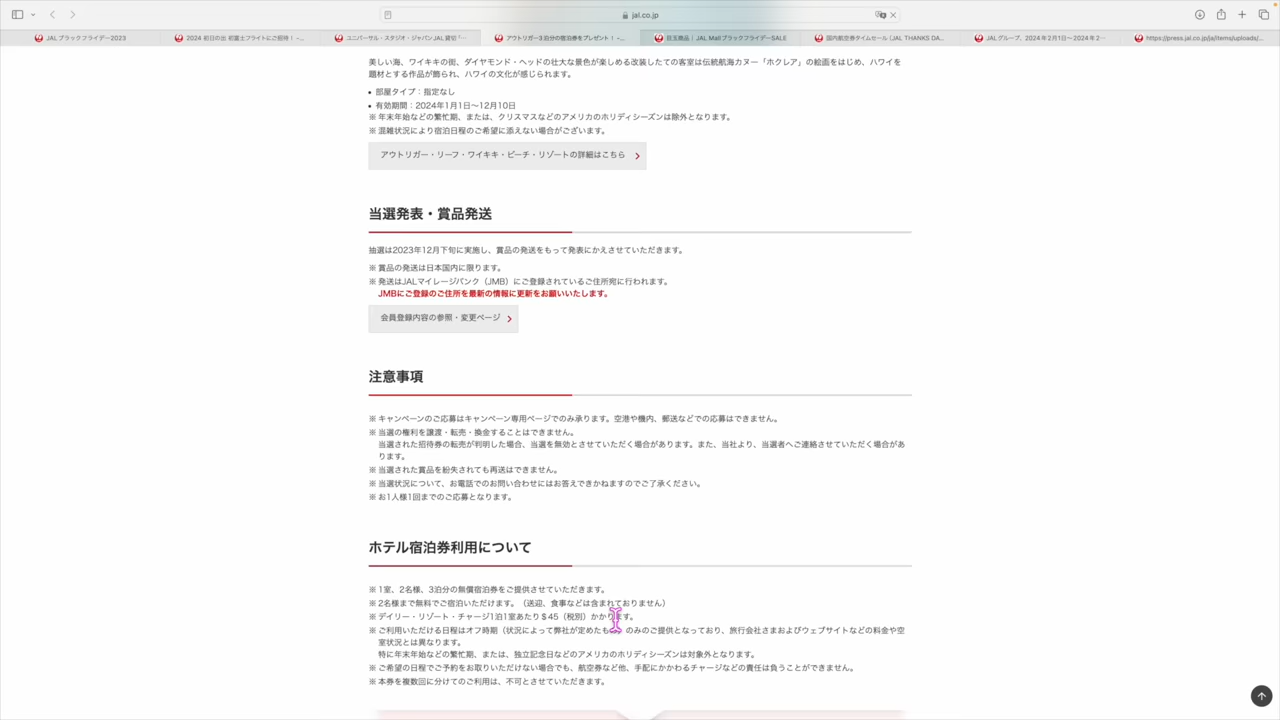 jal.co.jp
JALブラックフライデー2023
2024 初日の出 初富士フライトにご招待！ -...
ユニバーサル・スタジオ・ジャパンJAL貸切「...
アウトリガー3泊分の宿泊券をプレゼント！ -...
目玉商品｜JAL Mallブラックフライデー SALE
国内航空券タイムセール（JAL THANKS DA...
JALグループ、2024年2月1日～2024年2...
https://press.jal.co.jp/ja/items/uploads/...
美しい海、ワイキキの街、ダイヤモンド・ヘッドの壮大な景色が楽しめる改装したての客室は伝統航海カヌー「ホクレア」の絵画をはじめ、ハワイを
題材とする作品が飾られ、ハワイの文化が感じられます。
• 部屋タイプ：指定なし
• 有効期間：2024年1月1日～12月10日
※ 年末年始などの繁忙期、または、クリスマスなどのアメリカのホリディシーズンは除外となります。
※ 混雑状況により宿泊日程のご希望に添えない場合がございます。
アウトリガー・リーフ・ワイキキ・ビーチ・リゾートの詳細はこちら
当選発表・賞品発送
抽選は2023年12月下旬に実施し、賞品の発送をもって発表にかえさせていただきます。
※ 賞品の発送は日本国内に限ります。
※ 発送はJALマイレージバンク（JMB）にご登録されているご住所宛に行われます。
JMBにご登録のご住所を最新の情報に更新をお願いいたします。
会員登録内容の参照・変更ページ
注意事項
※ キャンペーンのご応募はキャンペーン専用ページでのみ承ります。空港や機内、郵送などでの応募はできません。
※ 当選の権利を譲渡・転売・換金することはできません。
当選された招待券の転売が判明した場合、当選を無効とさせていただく場合があります。また、当社より、当選者へご連絡させていただく場合があ
ります。
※ 当選された賞品を紛失されても再送はできません。
※ 当選状況について、お電話でのお問い合わせにはお答えできかねますのでご了承ください。
※ お1人様1回までのご応募となります。
ホテル宿泊券利用について
※ 1室、2名様、3泊分の無償宿泊券をご提供させていただきます。
※ 2名様まで無料でご宿泊いただけます。（送迎、食事などは含まれておりません）
※ デイリー・リゾート・チャージ1泊1室あたり＄45（税別）かかります。
※ ご利用いただける日程はオフ時期（状況によって弊社が定めたも のみのご提供となっており、旅行会社さまおよびウェブサイトなどの料金や空
室状況とは異なります。
特に年末年始などの繁忙期、または、独立記念日などのアメリカのホリディシーズンは対象外となります。
※ ご希望の日程でご予約をお取りいただけない場合でも、航空券など他、手配にかかわるチャージなどの責任は負うことができません。
※ 本券を複数回に分けてのご利用は、不可とさせていただきます。